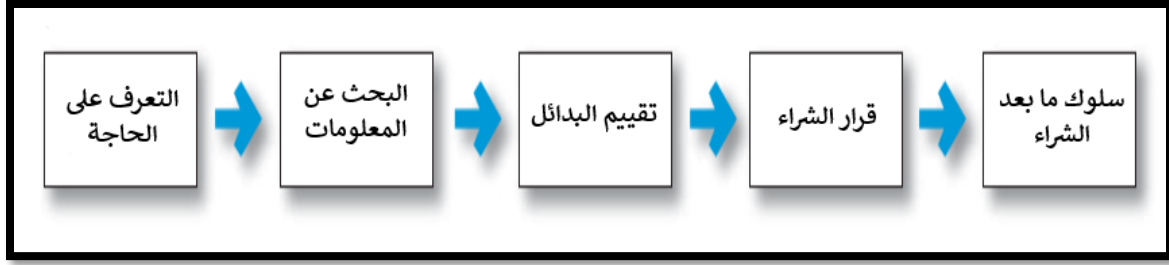 التعرف على
الحاجة
البحث عن
المعلومات
تقييم البدائل
قرار الشراء
سلوك ما بعد
الشراء